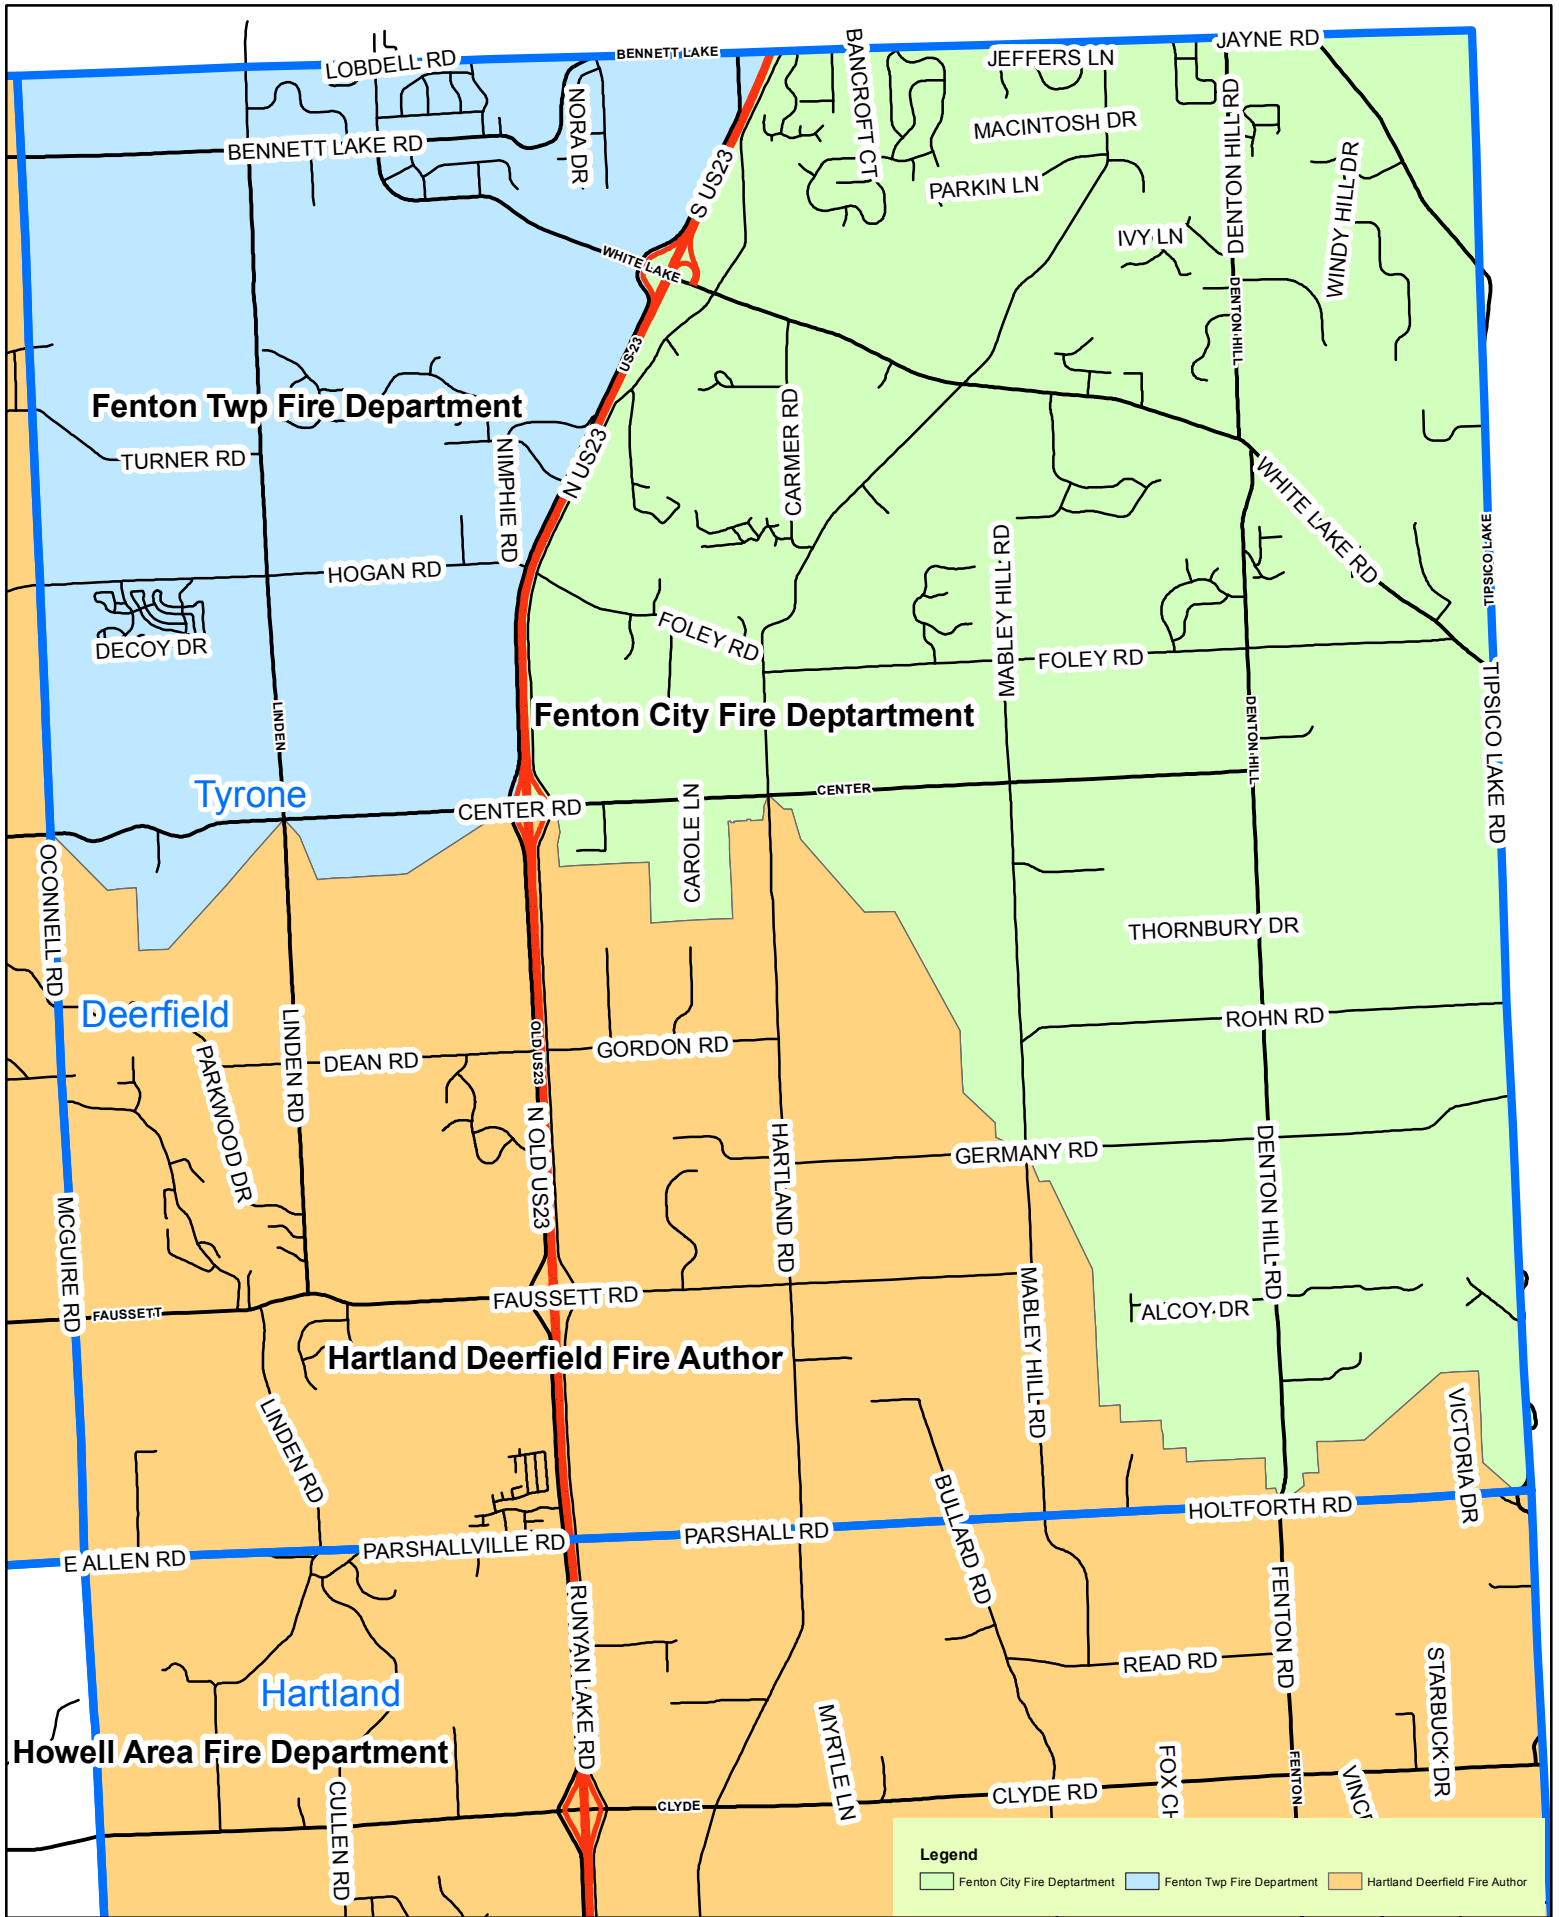 LOBDELL RD
BENNETT LAKE
BANCROFT CT
JEFFERS LN
JAYNE RD
BENNETT LAKE RD
NORA DR
MACINTOSH DR
DENTON HILL RD
S US23
PARKIN LN
WINDY HILL DR
IVY LN
WHITE LAKE
DENTON HILL
US-23
Fenton Twp Fire Department
CARMER RD
TURNER RD
NIMPHIE RD
N US23
WHITE LAKE RD
TIPSICO LAKE
HOGAN RD
MABLEY HILL RD
DECOY DR
FOLEY RD
FOLEY RD
LINDEN
Fenton City Fire Deptartment
DENTON HILL
TIPSICO LAKE RD
Tyrone
CENTER RD
CAROLE LN
CENTER
OCONNELL RD
THORNBURY DR
Deerfield
LINDEN RD
OLD US23
GORDON RD
ROHN RD
DEAN RD
PARKWOOD DR
N OLD US23
HARTLAND RD
GERMANY RD
DENTON HILL RD
MCGUIRE RD
FAUSSETT
FAUSSETT RD
MABLEY HILL RD
ALCOY DR
Hartland Deerfield Fire Author
LINDEN RD
VICTORIA DR
BULLARD RD
HOLTFORTH RD
E ALLEN RD
PARSHALLVILLE RD
PARSHALL RD
RUNYAN LAKE RD
FENTON RD
READ RD
STARBUCK DR
Hartland
Howell Area Fire Department
MYRTLE LN
FOX CH
FENTON
VINCE
CULLEN RD
CLYDE
CLYDE RD
Legend
Fenton City Fire Deptartment
Fenton Twp Fire Department
Hartland Deerfield Fire Author